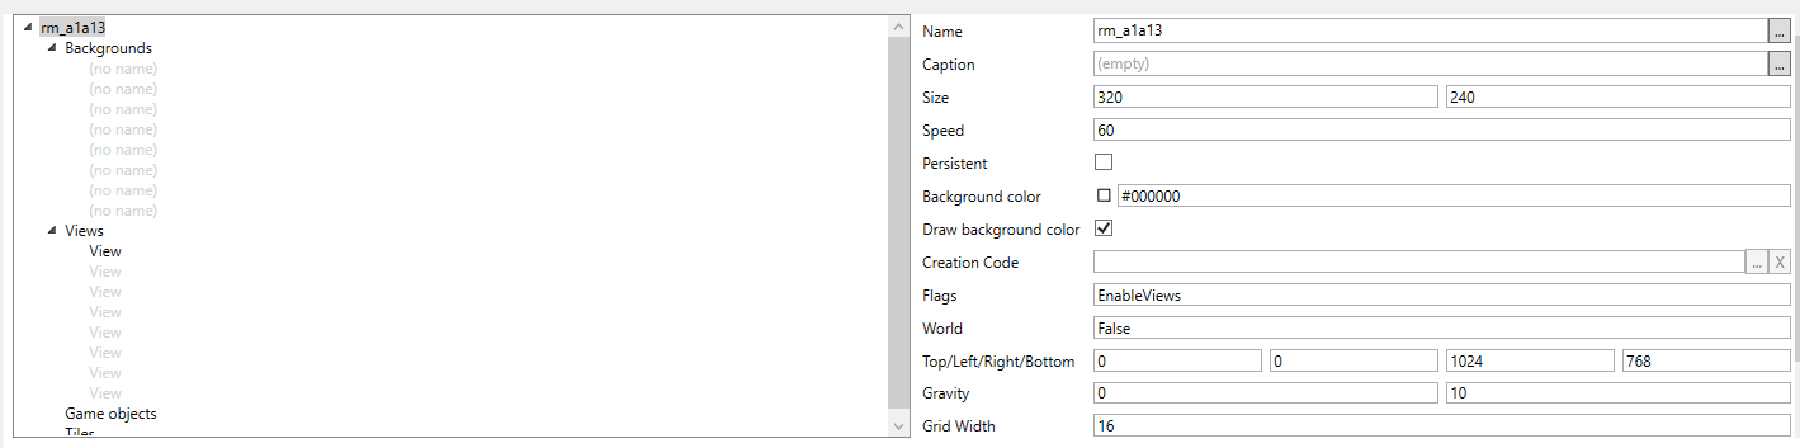 rm_a1a13
Backgrounds
(no name)
(no name)
(no name)
(no name)
(no name)
(no name)
(no name)
(no name)
Views
View
View
View
View
View
View
View
View
Game objects
Tiles
Name rm_a1a13 ...
Caption (empty) ...
Size 320 240
Speed 60
Persistent
Background color #000000
Draw background color
Creation Code ... X
Flags EnableViews
World False
Top/Left/Right/Bottom 0 0 1024 768
Gravity 0 10
Grid Width 16